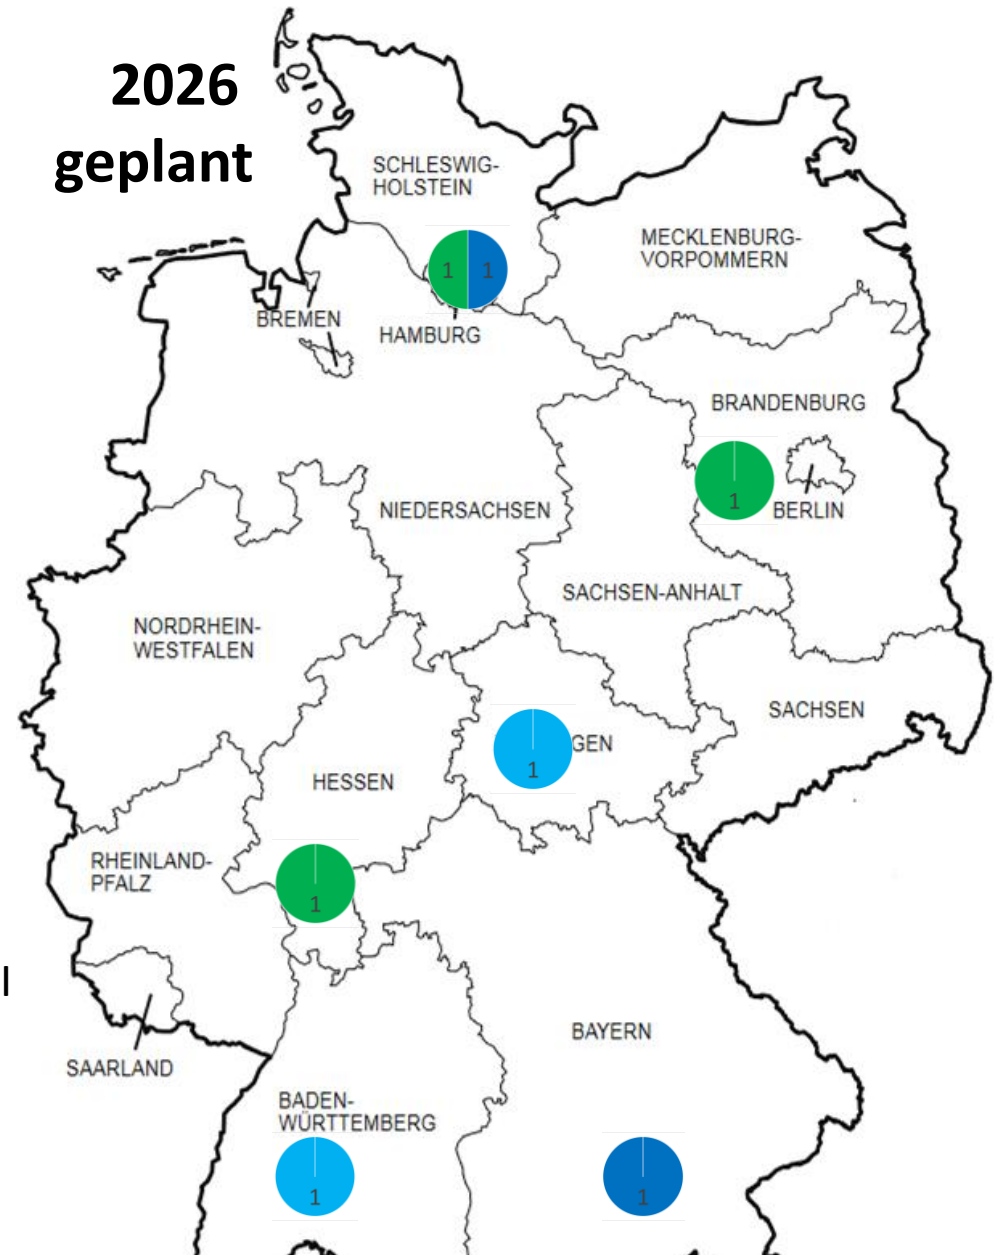 2026
geplant
SCHLESWIG-
HOLSTEIN
MECKLENBURG-
VORPOMMERN
1 1
BREMEN
HAMBURG
BRANDENBURG
1
BERLIN
NIEDERSACHSEN
SACHSEN-ANHALT
NORDRHEIN-
WESTFALEN
SACHSEN
GEN
1
HESSEN
RHEINLAND-
PFALZ
1
l
SAARLAND
BAYERN
BADEN-
WÜRTTEMBERG
1
1